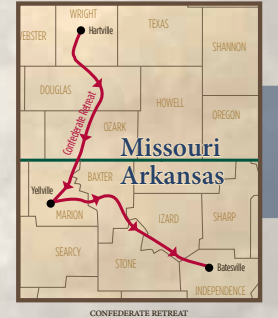 WRIGHT
TEXAS
WEBSTER
Hartville
SHANNON
DOUGLAS
HOWELL
Confederate Retreat
OREGON
OZARK
Missouri
Arkansas
BAXTER
Yellville
MARION
IZARD
SHARP
SEARCY
STONE
Batesville
INDEPENDENCE
CONFEDERATE RETREAT